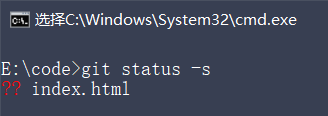 选择C:\Windows\System32\cmd.exe
E:\code>git status -s
?? index.html